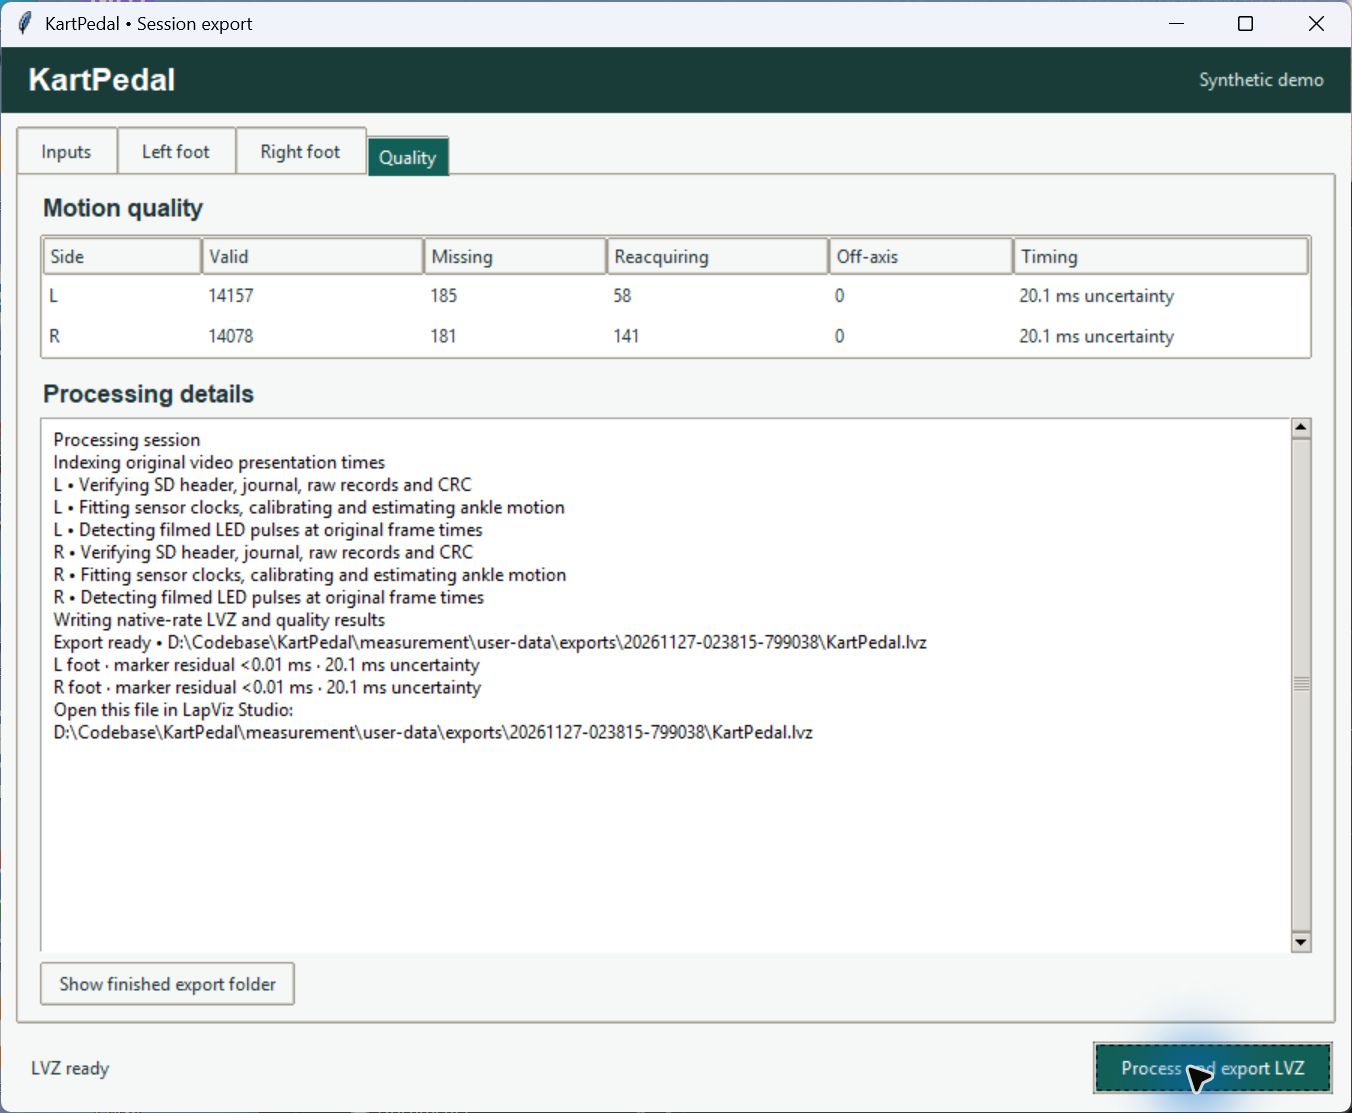 KartPedal • Session export
KartPedal
Synthetic demo
Inputs Left foot Right foot Quality
Motion quality
Side Valid Missing Reacquiring Off-axis Timing
L 14157 185 58 0 20.1 ms uncertainty
R 14078 181 141 0 20.1 ms uncertainty
Processing details
Processing session
Indexing original video presentation times
L • Verifying SD header, journal, raw records and CRC
L • Fitting sensor clocks, calibrating and estimating ankle motion
L • Detecting filmed LED pulses at original frame times
R • Verifying SD header, journal, raw records and CRC
R • Fitting sensor clocks, calibrating and estimating ankle motion
R • Detecting filmed LED pulses at original frame times
Writing native-rate LVZ and quality results
Export ready • D:\Codebase\KartPedal\measurement\user-data\exports\20261127-023815-799038\KartPedal.lvz
L foot · marker residual <0.01 ms · 20.1 ms uncertainty
R foot · marker residual <0.01 ms · 20.1 ms uncertainty
Open this file in LapViz Studio:
D:\Codebase\KartPedal\measurement\user-data\exports\20261127-023815-799038\KartPedal.lvz
Show finished export folder
LVZ ready
Process and export LVZ